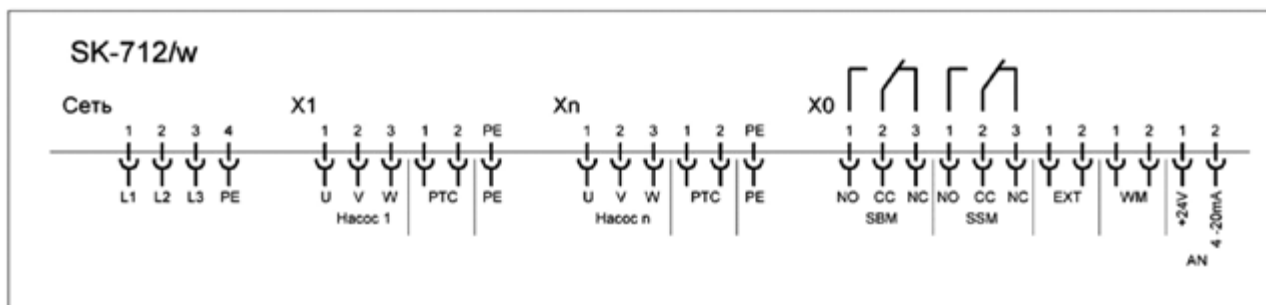 SK-712/w
Сеть X1 Xn X0
1 2 3 4 1 2 3 1 2 PE 1 2 3 1 2 PE 1 2 3 1 2 3 1 2 1 2 1 2
L1 L2 L3 PE U V W PTC PE U V W PTC PE NO CC NC NO CC NC EXT WM +24V 4 -20mA
Насос 1 Насос n SBM SSM
AN